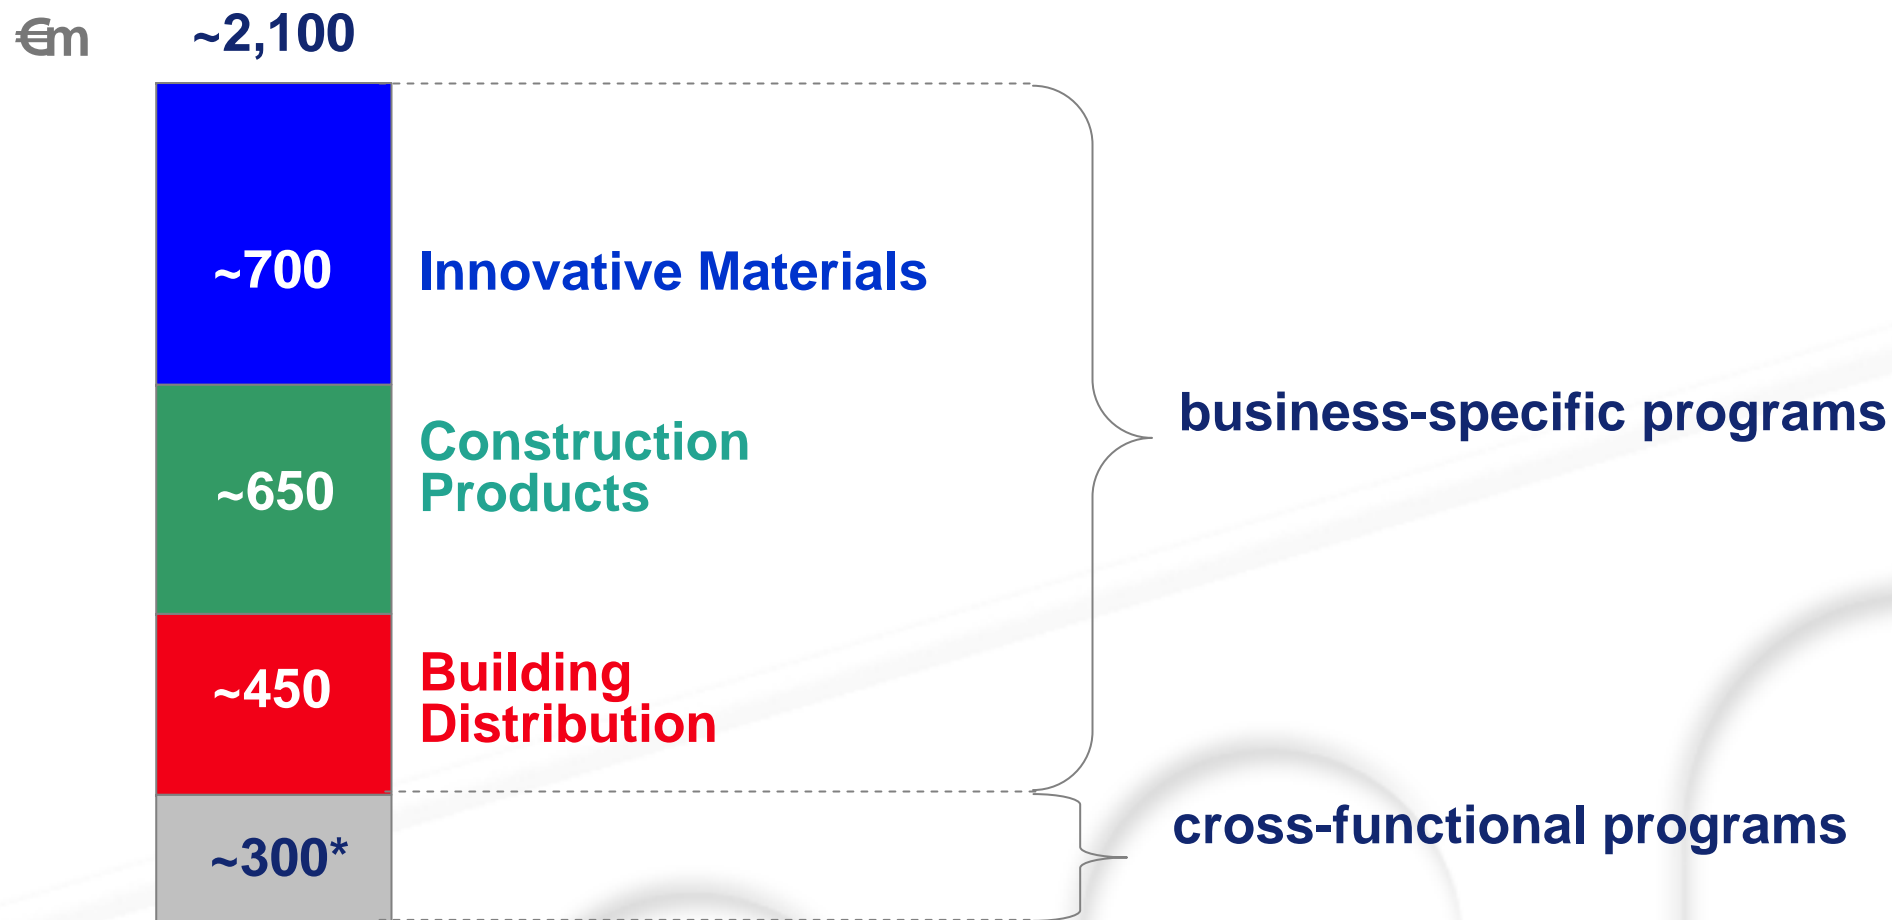 €m
~2,100
~700
Innovative Materials
~650
Construction
Products
business-specific programs
~450
Building
Distribution
~300*
cross-functional programs